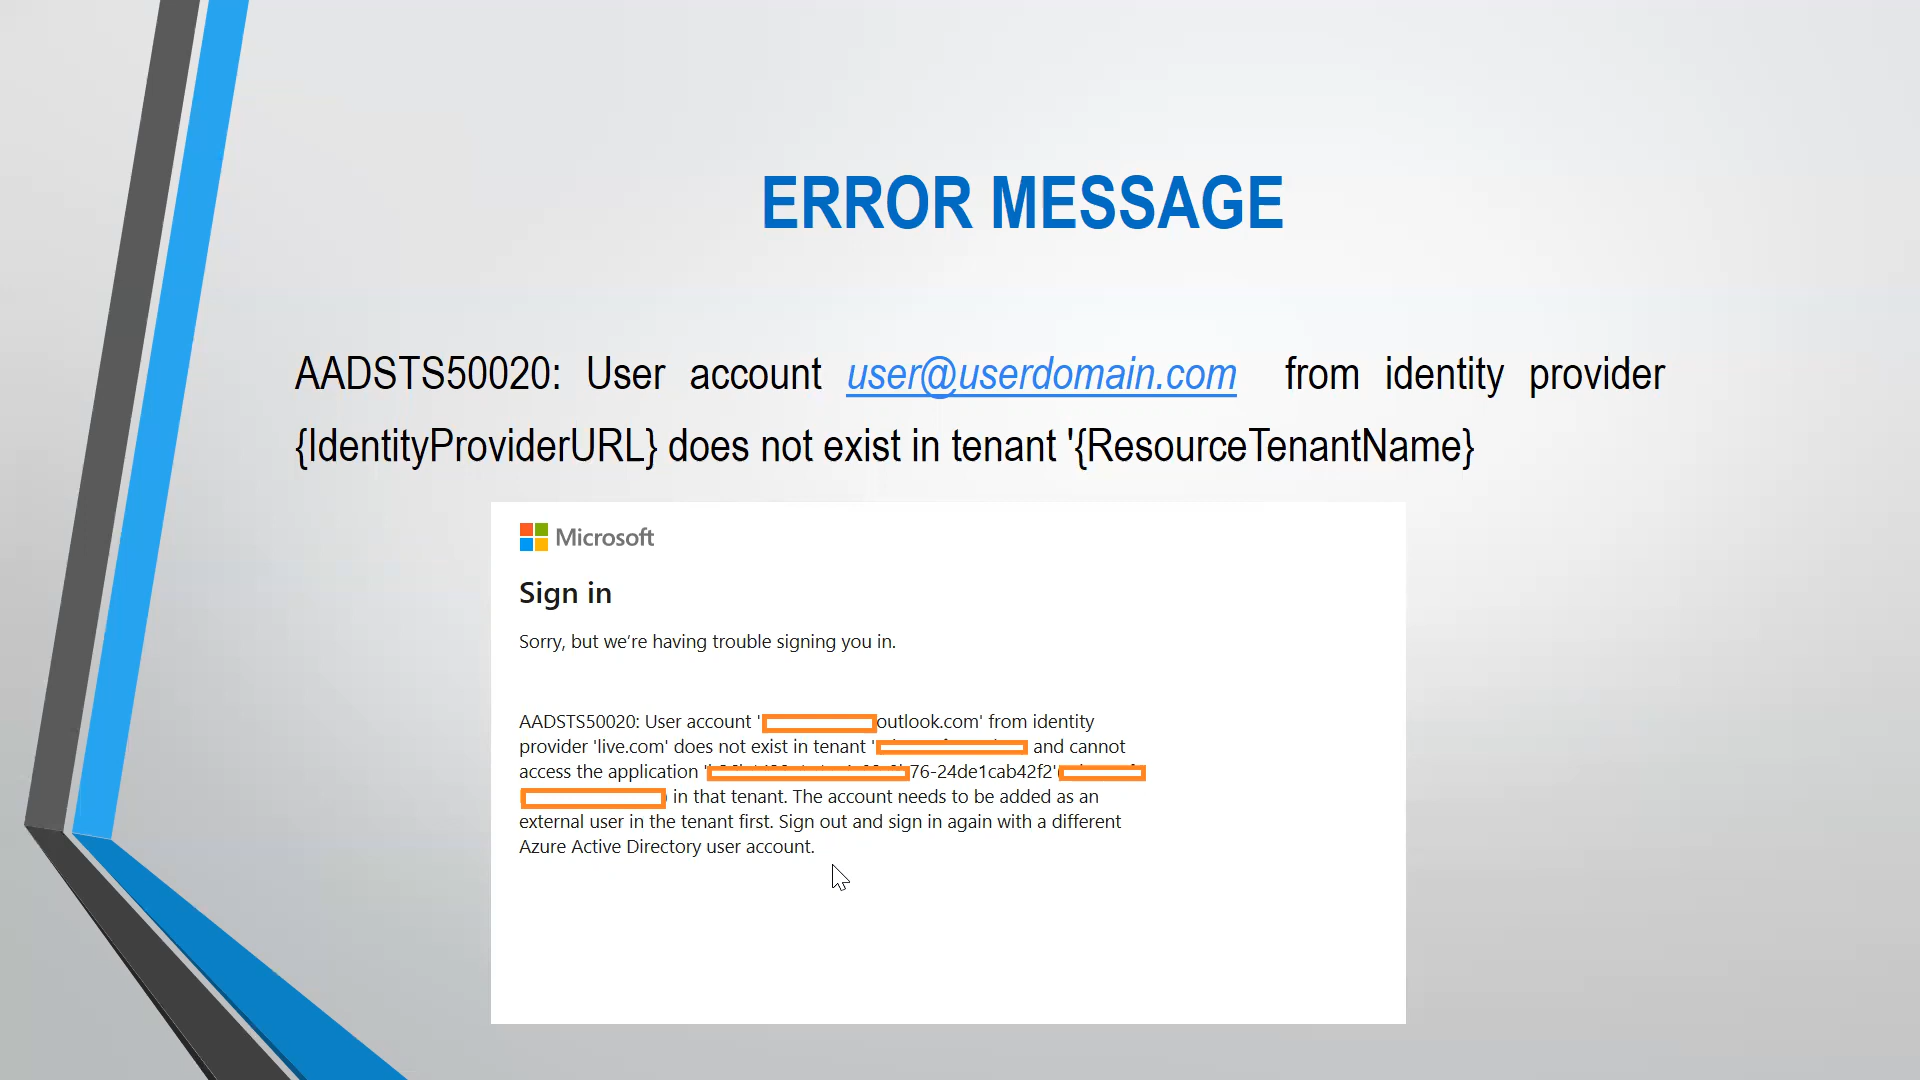 ERROR MESSAGE
AADSTS50020: User account user@userdomain.com from identity provider
{IdentityProviderURL} does not exist in tenant '{ResourceTenantName}
Microsoft
Sign in
Sorry, but we're having trouble signing you in.
AADSTS50020: User account ' outlook.com' from identity
provider 'live.com' does not exist in tenant ' and cannot
access the application ' 76-24de1cab42f2'(
in that tenant. The account needs to be added as an
external user in the tenant first. Sign out and sign in again with a different
Azure Active Directory user account.